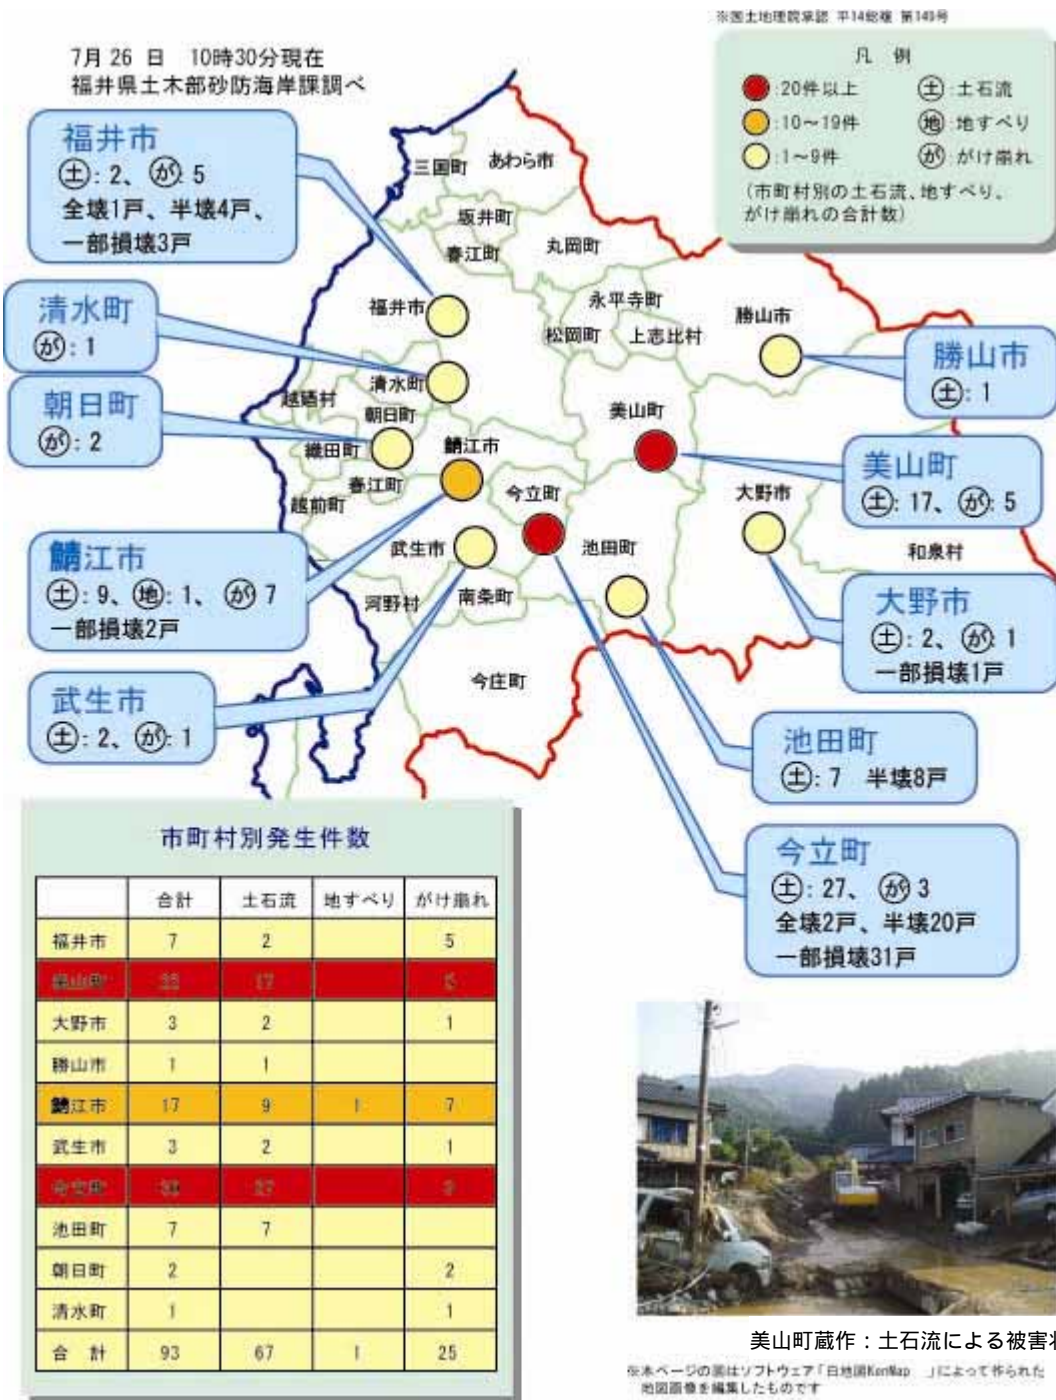 ※国土地理院承認 平14総複 第149号
7月26日 10時30分現在
福井県土木部砂防海岸課調べ
凡 例
:20件以上 土:土石流
:10～19件 地:地すべり
:1～9件 が:がけ崩れ
(市町村別の土石流、地すべり、
がけ崩れの合計数)
福井市
土:2、が:5
全壊1戸、半壊4戸、
一部損壊3戸
清水町
が:1
朝日町
が:2
鯖江市
土:9、地:1、が7
一部損壊2戸
武生市
土:2、が:1
勝山市
土:1
美山町
土:17、が:5
大野市
土:2、が:1
一部損壊1戸
池田町
土:7 半壊8戸
今立町
土:27、が3
全壊2戸、半壊20戸
一部損壊31戸
三国町
あわら市
坂井町
春江町
丸岡町
福井市
永平寺町
松岡町
上志比村
勝山市
清水町
越廼村
朝日町
美山町
織田町
鯖江市
春江町
越前町
今立町
大野市
武生市
池田町
和泉村
河野村
南条町
今庄町
市町村別発生件数
合計 土石流 地すべり がけ崩れ
福井市 7 2 5
美山町 22 17 5
大野市 3 2 1
勝山市 1 1
鯖江市 17 9 1 7
武生市 3 2 1
今立町 30 27 3
池田町 7 7
朝日町 2 2
清水町 1 1
合 計 93 67 1 25
美山町蔵作：土石流による被害
※本ページの図はソフトウェア「白地図KenMap 」によって作られた
地図画像を編集したものです